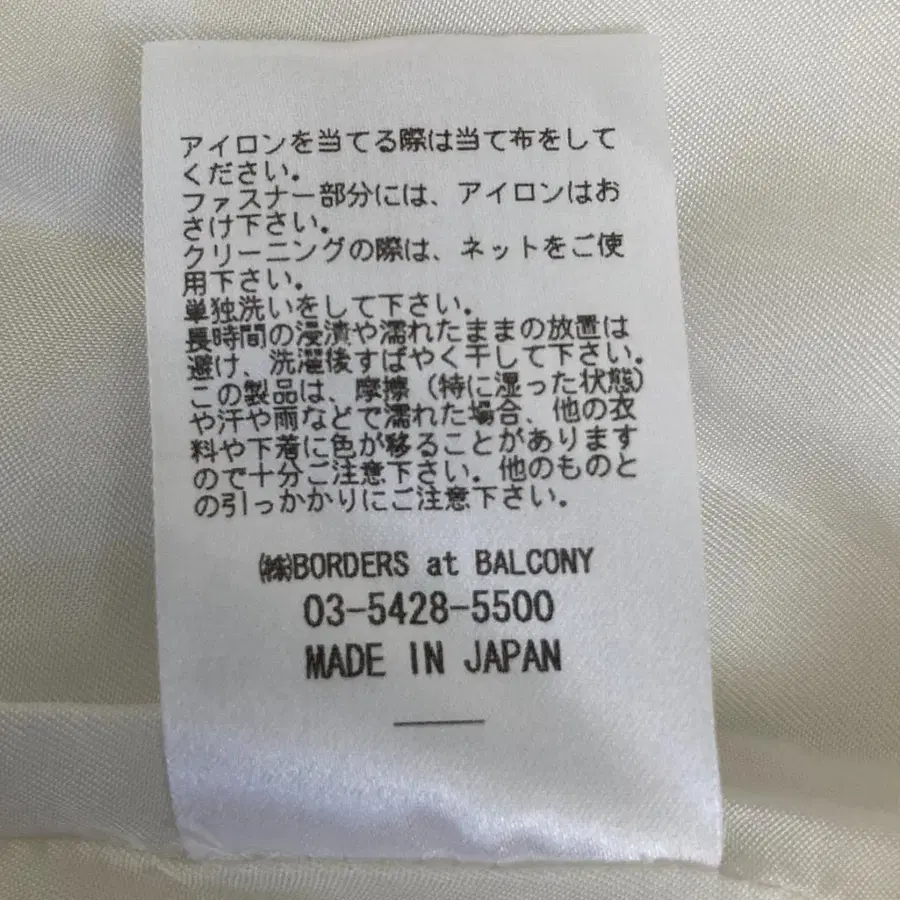 アイロンを当てる際は当て布をして
ください。
ファスナー部分には、アイロンはお
さけ下さい。
クリーニングの際は、ネットをご使
用下さい。
単独洗いをして下さい。
長時間の浸漬や濡れたままの放置は
避け、洗濯後すばやく干して下さい。
この製品は、摩擦（特に湿った状態）
や汗や雨などで濡れた場合、他の衣
料や下着に色が移ることがあります
ので十分ご注意下さい。他のものと
の引っかかりにご注意下さい。
㈱BORDERS at BALCONY
03-5428-5500
MADE IN JAPAN